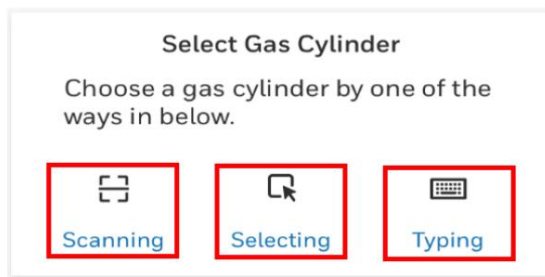 Select Gas Cylinder
Choose a gas cylinder by one of the
ways in below.
Scanning Selecting Typing